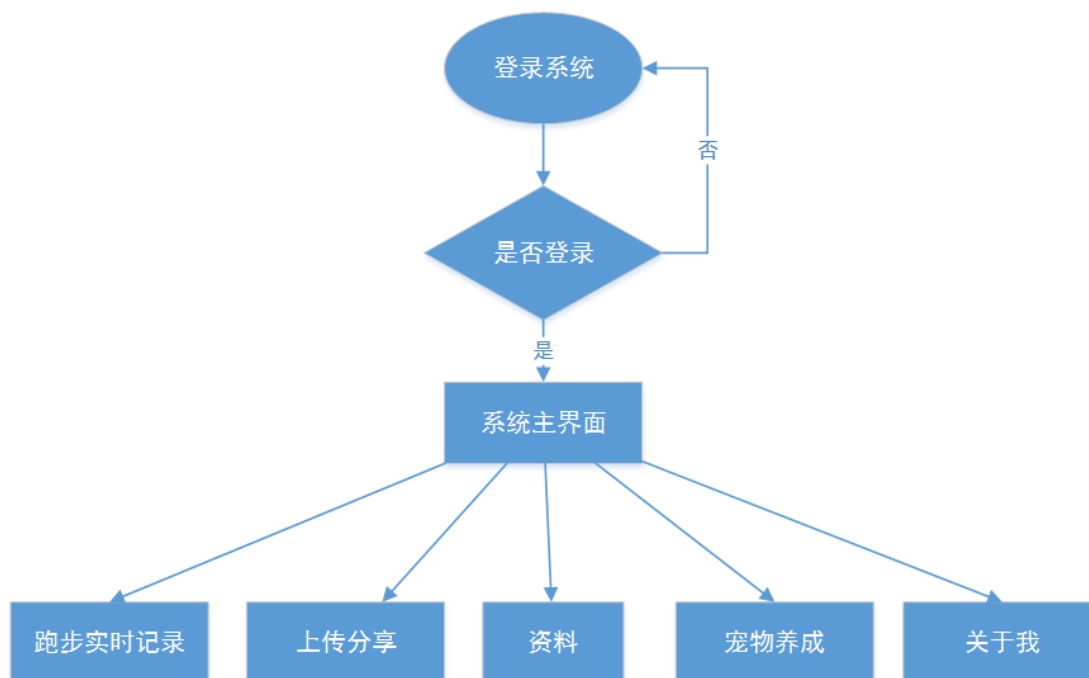 登录系统
否
是否登录
是
系统主界面
跑步实时记录
上传分享
资料
宠物养成
关于我